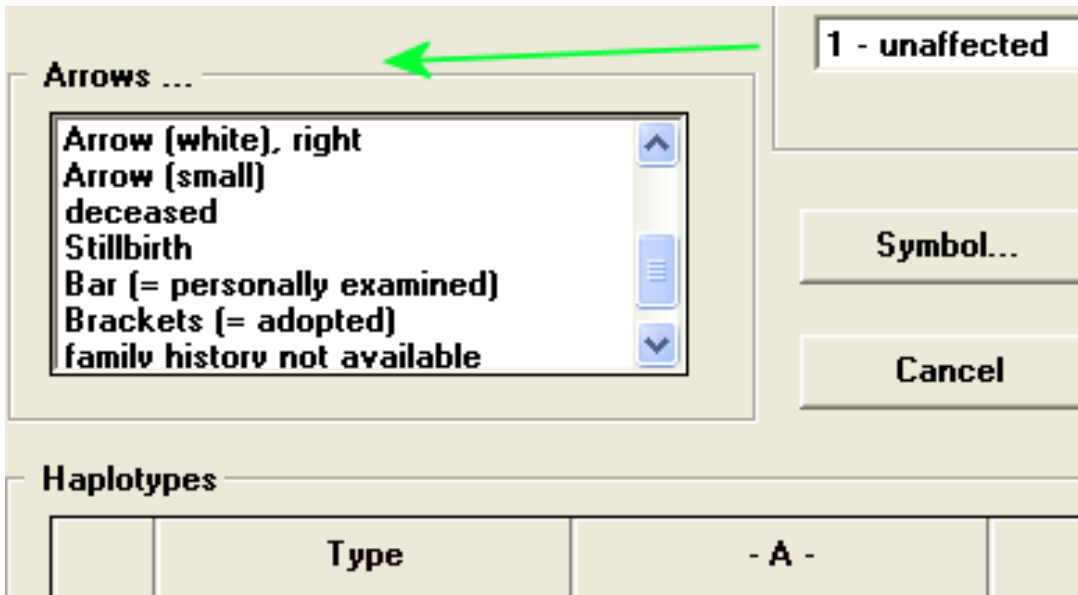 1 - unaffected
Arrows ...
Arrow (white), right
Arrow (small)
deceased
Stillbirth
Bar (= personally examined)
Brackets (= adopted)
family history not available
Symbol...
Cancel
Haplotypes
Type
- A -